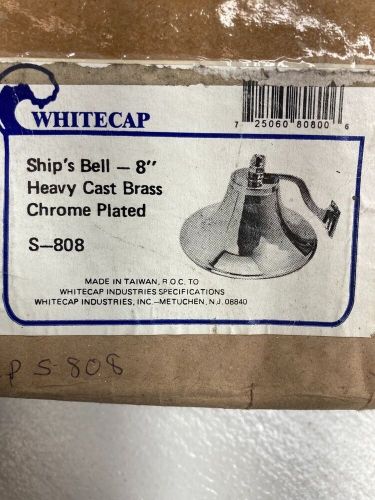 WHITECAP
7 25060 80800 6
Ship's Bell – 8''
Heavy Cast Brass
Chrome Plated
S–808
MADE IN TAIWAN, R.O.C. TO
WHITECAP INDUSTRIES SPECIFICATIONS
WHITECAP INDUSTRIES, INC.–METUCHEN, N.J. 08840
P S-808